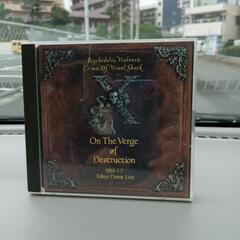 Psychedelic Violence
Crime Of Visual Shock
X
On The Verge
of
Destruction
1992.1.7
Tokyo Dome Live